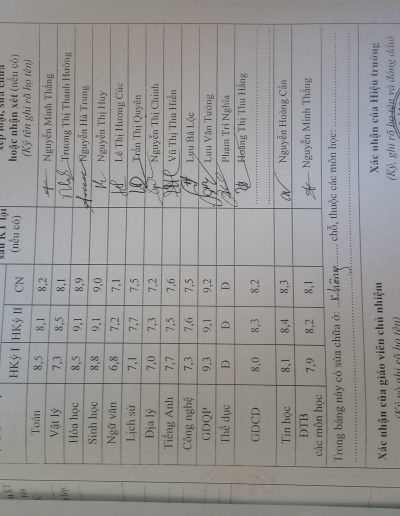 xếp loại, sửa chữa
hoặc nhận xét (nếu có)
(Ký tên ghi rõ họ tên)
sau KT lại
(nếu có)
HKỳ I HKỳ II CN
Toán 8,5 8,1 8,2 Nguyễn Minh Thắng
Vật lý 7,3 8,5 8,1 Trương Thị Thanh Hường
Hóa học 8,5 9,1 8,9 Nguyễn Hà Trung
Sinh học 8,8 9,1 9,0 Nguyễn Thị Huy
Ngữ văn 6,8 7,2 7,1 Lê Thị Hương Cúc
Lịch sử 7,1 7,7 7,5 Trần Thị Quyên
Địa lý 7,0 7,3 7,2 Nguyễn Thị Chinh
Tiếng Anh 7,7 7,5 7,6 Vũ Thị Thu Hiền
Công nghệ 7,3 7,6 7,5 Lưu Bá Lộc
GDQP 9,3 9,1 9,2 Lưu Văn Tường
Thể dục Đ Đ Đ Phạm Trí Nghĩa
GDCD 8,0 8,3 8,2 Hoàng Thị Thu Hằng
Tin học 8,1 8,4 8,3 Nguyễn Hoàng Cần
ĐTB
các môn học 7,9 8,2 8,1 Nguyễn Minh Thắng
Trong bảng này có sửa chữa ở: không chỗ, thuộc các môn học:
Xác nhận của giáo viên chủ nhiệm
(Ký và ghi rõ họ tên)
Xác nhận của Hiệu trưởng
(Ký, ghi rõ họ tên và đóng dấu)